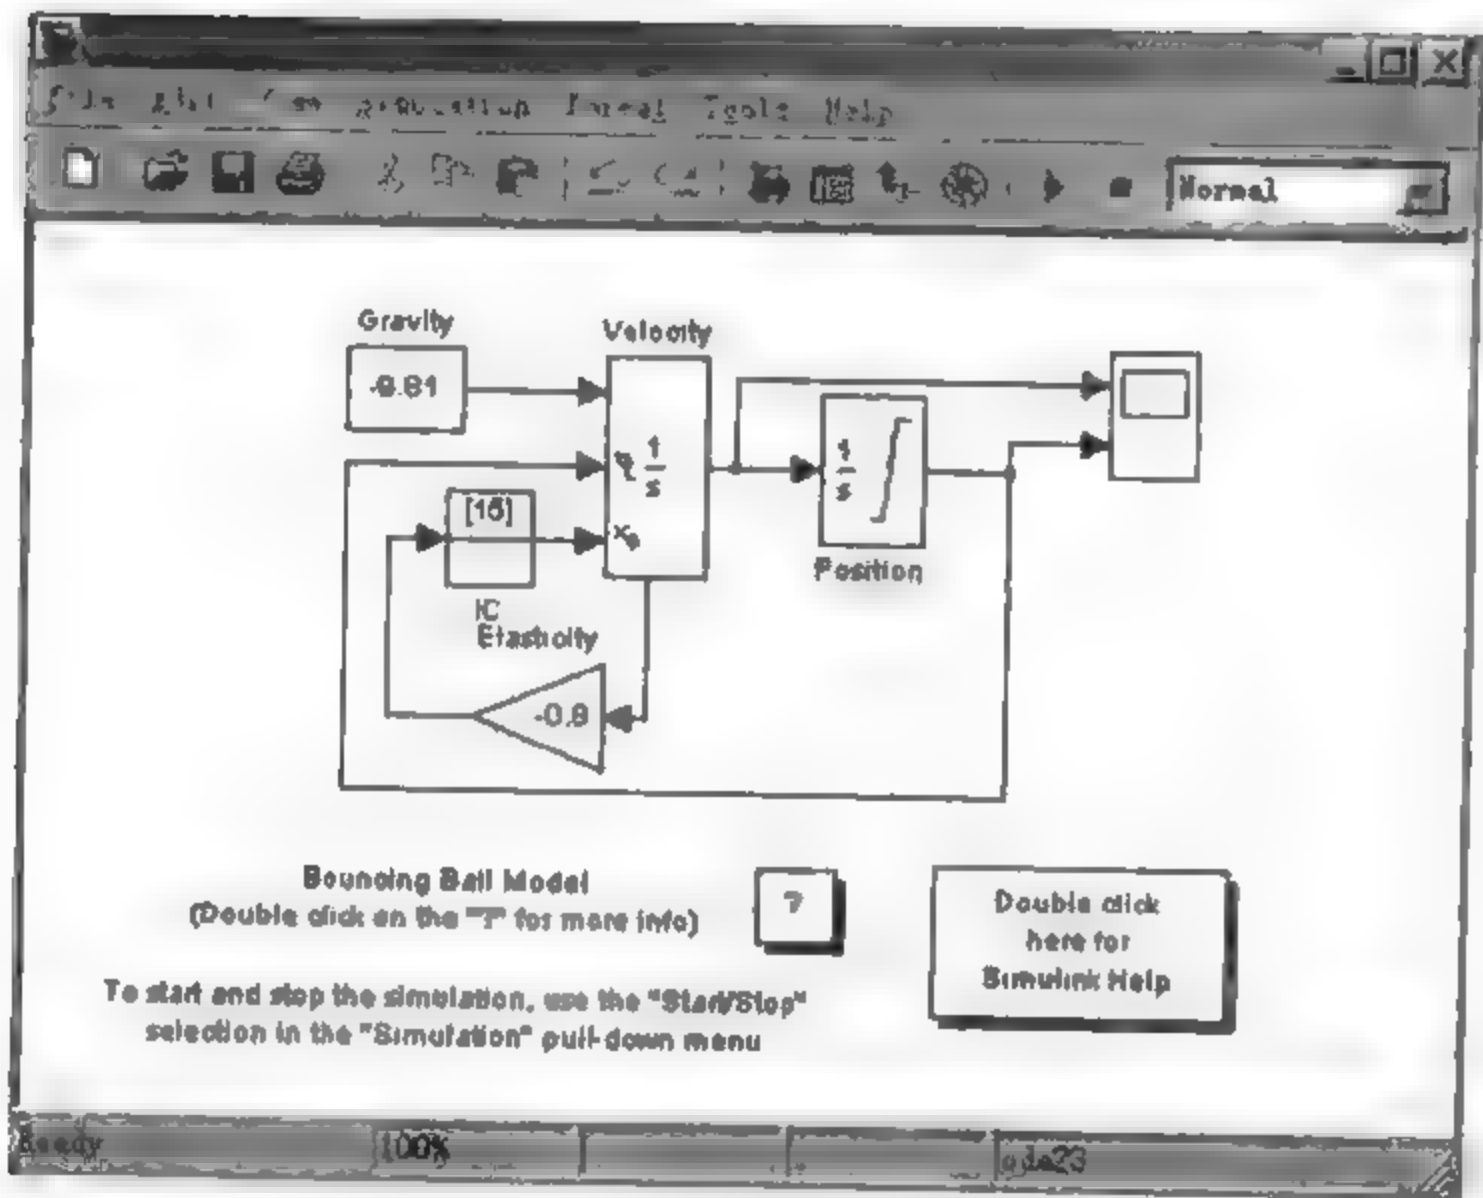 Tools Help
Normal
Gravity
-9.81
Velocity
1
s
[15]
x₀
1
s
Position
IC
Elasticity
-0.8
Bouncing Ball Model
(Double click on the "?" for more info)
?
Double click
here for
Simulink Help
To start and stop the simulation, use the "Start/Stop"
selection in the "Simulation" pull-down menu
Ready 100% ode23